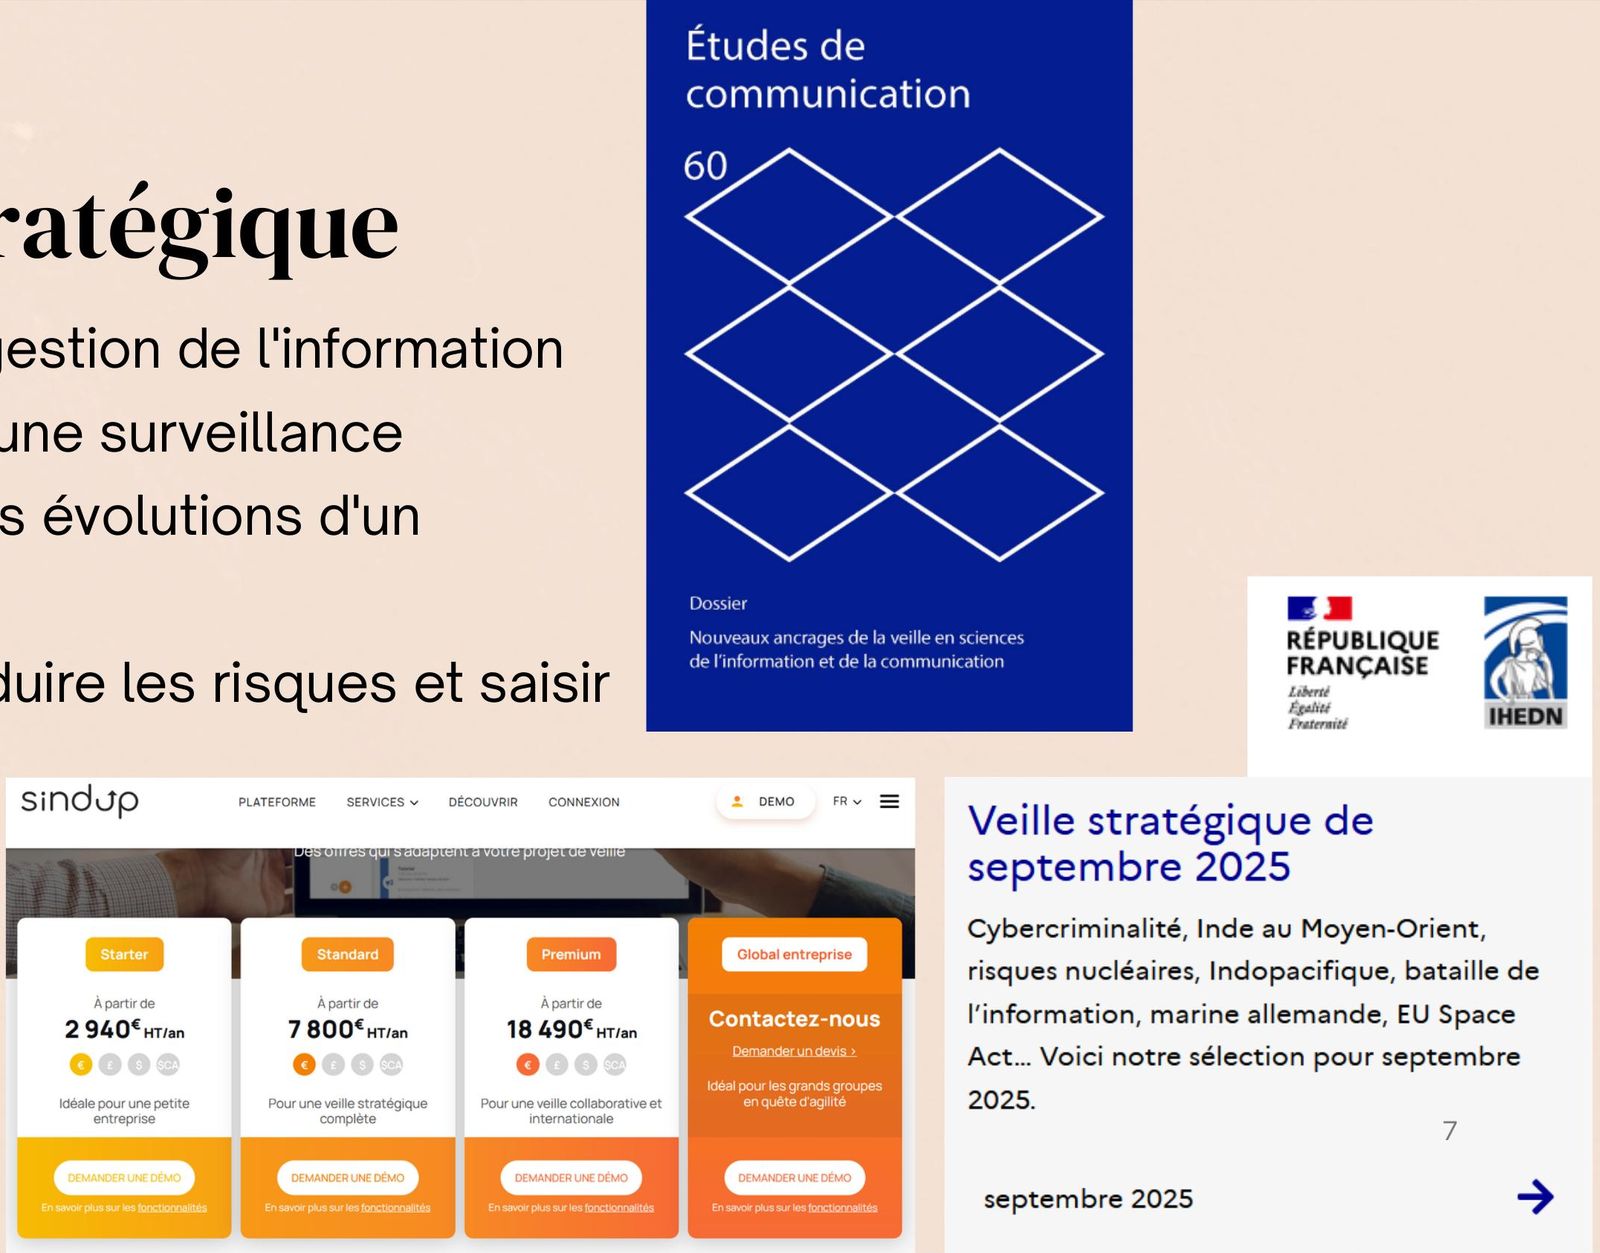 ratégique
gestion de l'information
une surveillance
s évolutions d'un
duire les risques et saisir
Études de
communication
60
Dossier
Nouveaux ancrages de la veille en sciences
de l'information et de la communication
RÉPUBLIQUE
FRANÇAISE
Liberté
Égalité
Fraternité
IHEDN
sindup
PLATEFORME
SERVICES
DÉCOUVRIR
CONNEXION
DEMO
FR
Des offres qui s'adaptent à votre projet de veille
Starter
À partir de
2 940€ HT/an
€ £ $ $CA
Idéale pour une petite
entreprise
DEMANDER UNE DÉMO
En savoir plus sur les fonctionnalités
Standard
À partir de
7 800€ HT/an
€ £ $ $CA
Pour une veille stratégique
complète
DEMANDER UNE DÉMO
En savoir plus sur les fonctionnalités
Premium
À partir de
18 490€ HT/an
€ £ $ $CA
Pour une veille collaborative et
internationale
DEMANDER UNE DÉMO
En savoir plus sur les fonctionnalités
Global entreprise
Contactez-nous
Demander un devis >
Idéal pour les grands groupes
en quête d'agilité
DEMANDER UNE DÉMO
En savoir plus sur les fonctionnalités
Veille stratégique de
septembre 2025
Cybercriminalité, Inde au Moyen-Orient,
risques nucléaires, Indopacifique, bataille de
l'information, marine allemande, EU Space
Act... Voici notre sélection pour septembre
2025.
7
septembre 2025